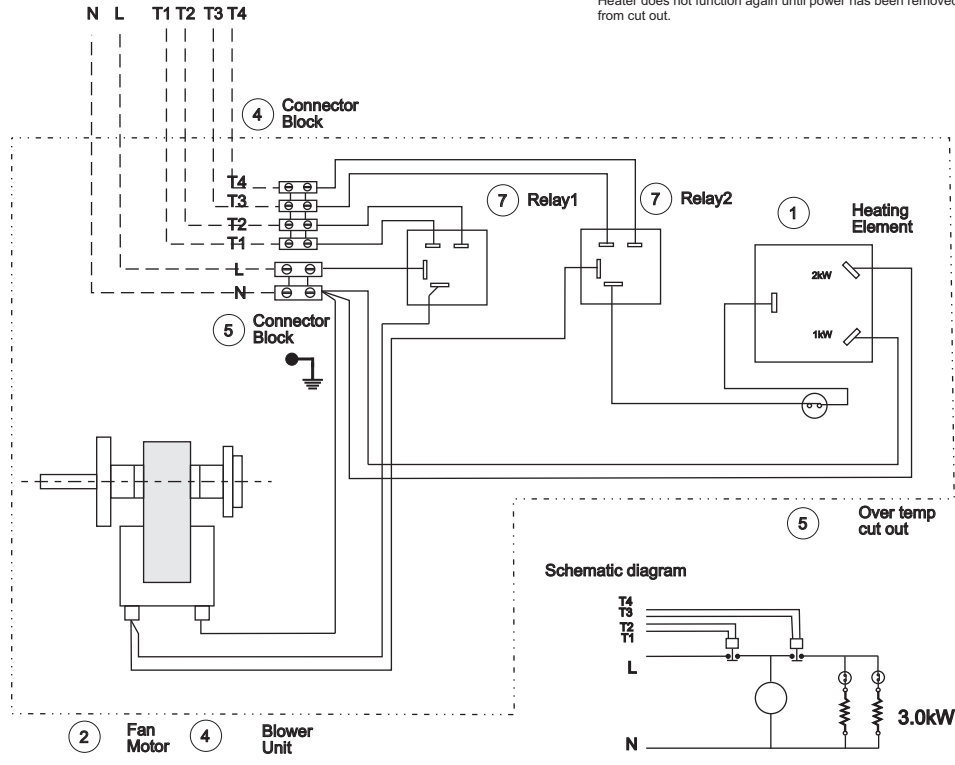 Heater does not function again until power has been removed
from cut out.
N L T1 T2 T3 T4
4 Connector
Block
T4
T3
T2
T1
L
N
7 Relay1
7 Relay2
1 Heating
Element
2kW
1kW
5 Connector
Block
5 Over temp
cut out
Schematic diagram
T4
T3
T2
T1
L
N
3.0kW
2 Fan
Motor
4 Blower
Unit